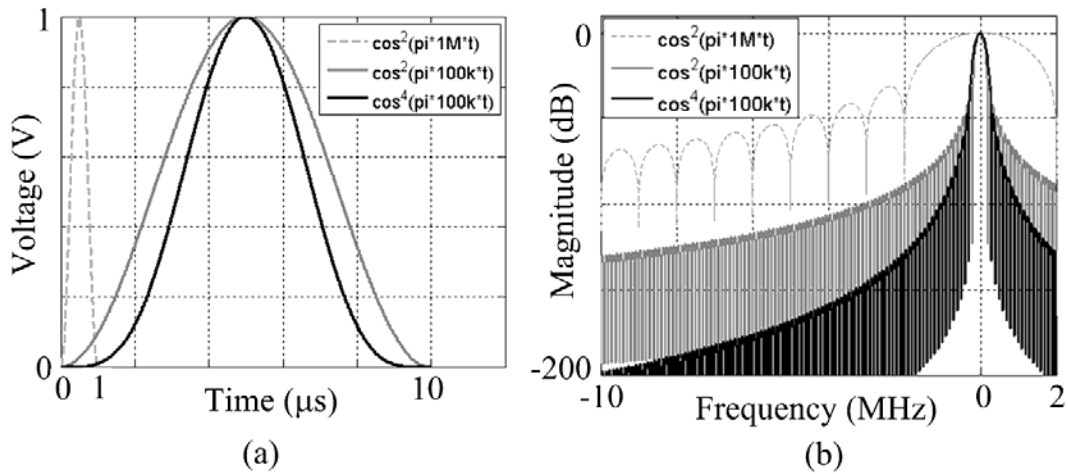 1
Voltage (V)
0
cos²(pi*1M*t)
cos²(pi*100k*t)
cos⁴(pi*100k*t)
0 1 10
Time (μs)
(a)
0
Magnitude (dB)
-200
cos²(pi*1M*t)
cos²(pi*100k*t)
cos⁴(pi*100k*t)
-10 0 2
Frequency (MHz)
(b)